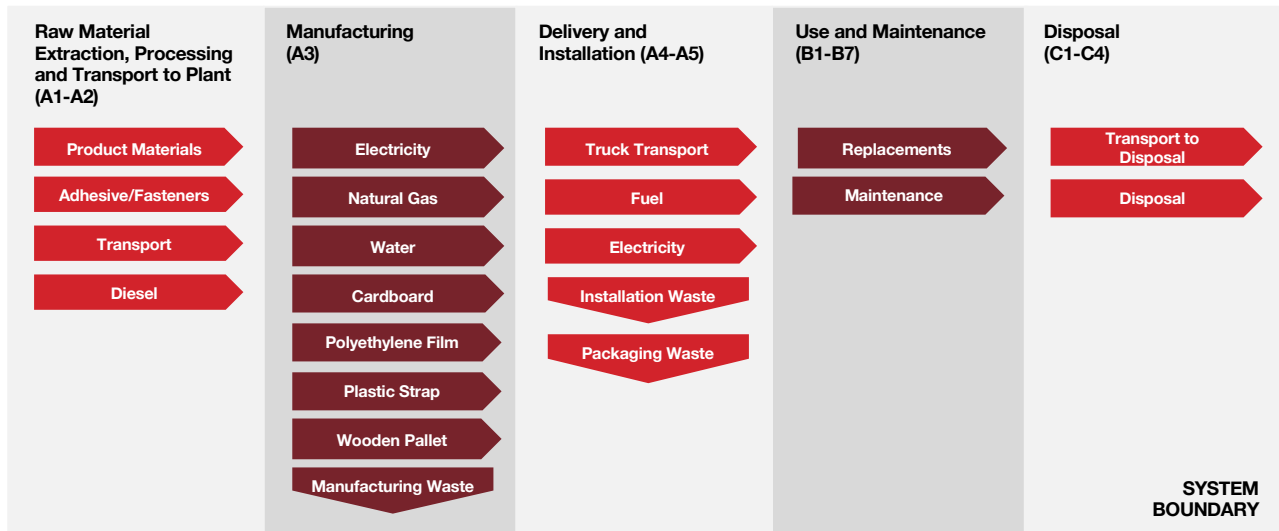 Raw Material
Extraction, Processing
and Transport to Plant
(A1-A2)
Product Materials
Adhesive/Fasteners
Transport
Diesel
Manufacturing
(A3)
Electricity
Natural Gas
Water
Cardboard
Polyethylene Film
Plastic Strap
Wooden Pallet
Manufacturing Waste
Delivery and
Installation (A4-A5)
Truck Transport
Fuel
Electricity
Installation Waste
Packaging Waste
Use and Maintenance
(B1-B7)
Replacements
Maintenance
Disposal
(C1-C4)
Transport to
Disposal
Disposal
SYSTEM
BOUNDARY